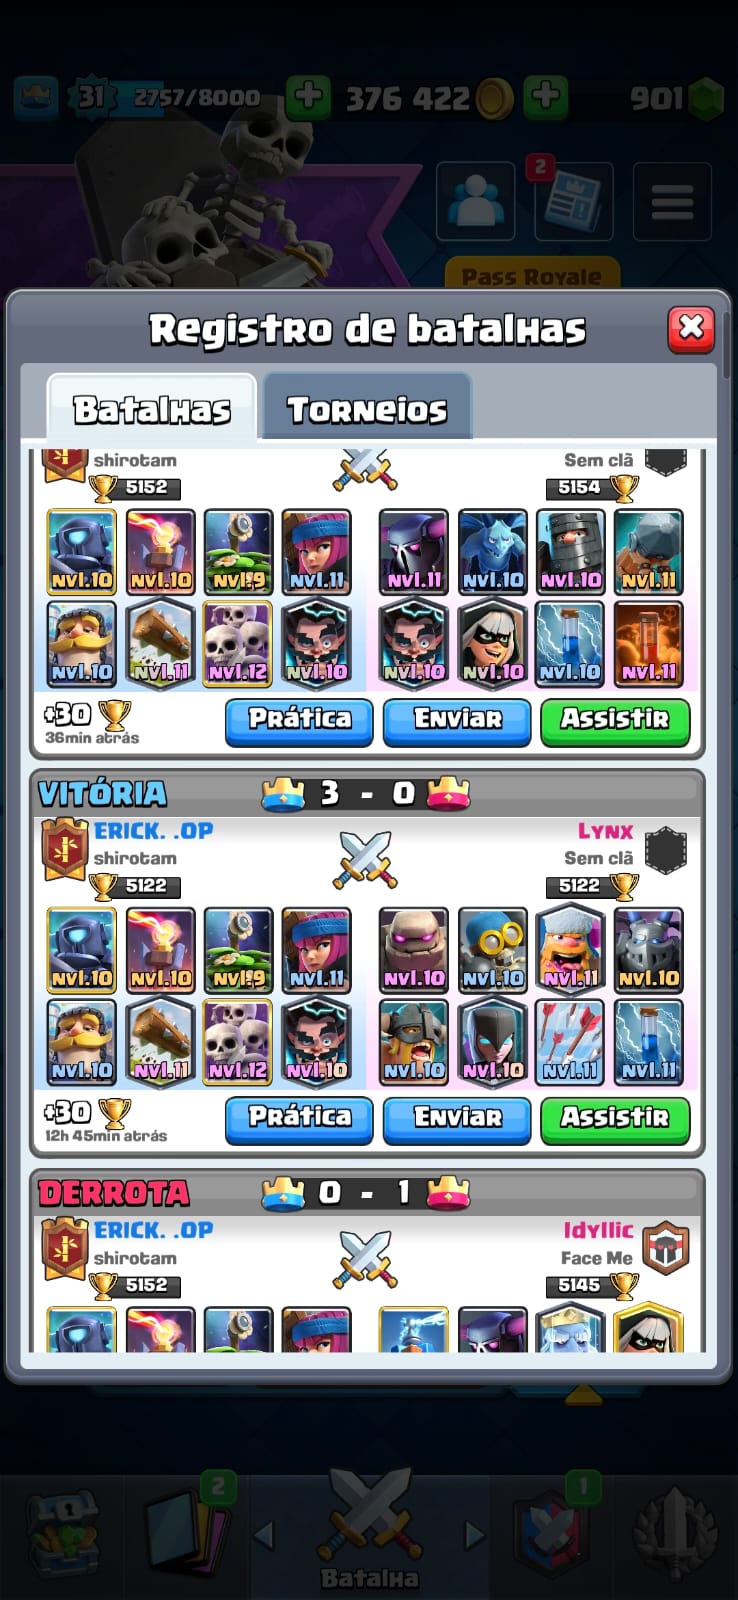 31 2757/8000 376 422 901
2
Pass Royale
Registro de batalhas
Batalhas Torneios
shirotam Sem clã
5152 5154
Nvl.10 Nvl.10 Nvl.9 Nvl.11 Nvl.11 Nvl.10 Nvl.10 Nvl.11
Nvl.10 Nvl.11 Nvl.12 Nvl.10 Nvl.10 Nvl.10 Nvl.10 Nvl.11
+30 Prática Enviar Assistir
36min atrás
VITÓRIA 3 - 0
ERICK. .OP Lynx
shirotam Sem clã
5122 5122
Nvl.10 Nvl.10 Nvl.9 Nvl.11 Nvl.10 Nvl.10 Nvl.11 Nvl.10
Nvl.10 Nvl.11 Nvl.12 Nvl.10 Nvl.10 Nvl.10 Nvl.11 Nvl.11
+30 Prática Enviar Assistir
12h 45min atrás
DERROTA 0 - 1
ERICK. .OP Idyllic
shirotam Face Me
5152 5145
2 1
Batalha